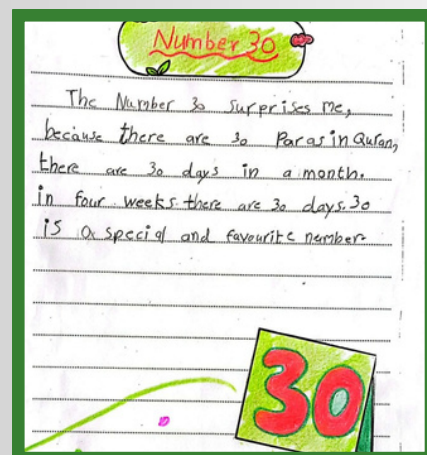 Number 30
The Number 30 Surprises me,
because there are 30 Paras in Quran,
there are 30 days in a month.
in four weeks there are 30 days. 30
is a special and favourite number.
30